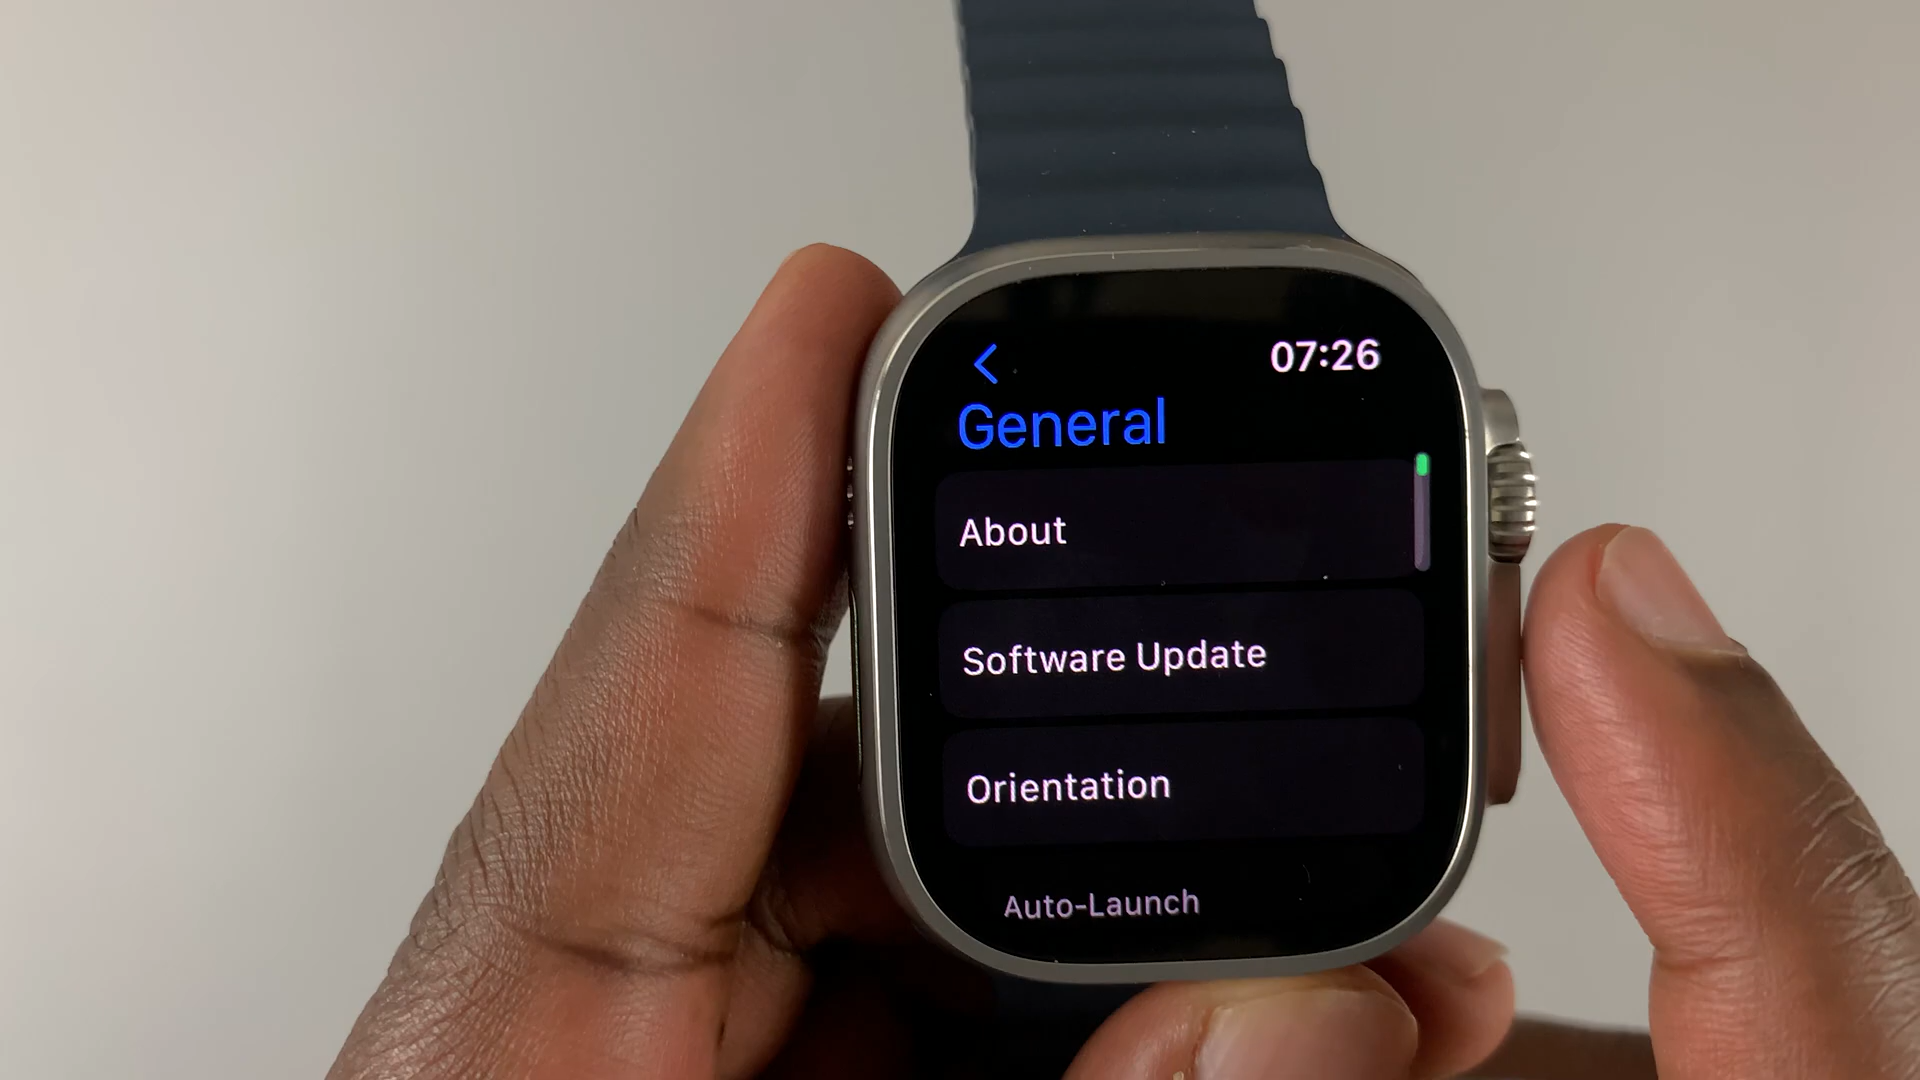 07:26
General
About
Software Update
Orientation
Auto-Launch